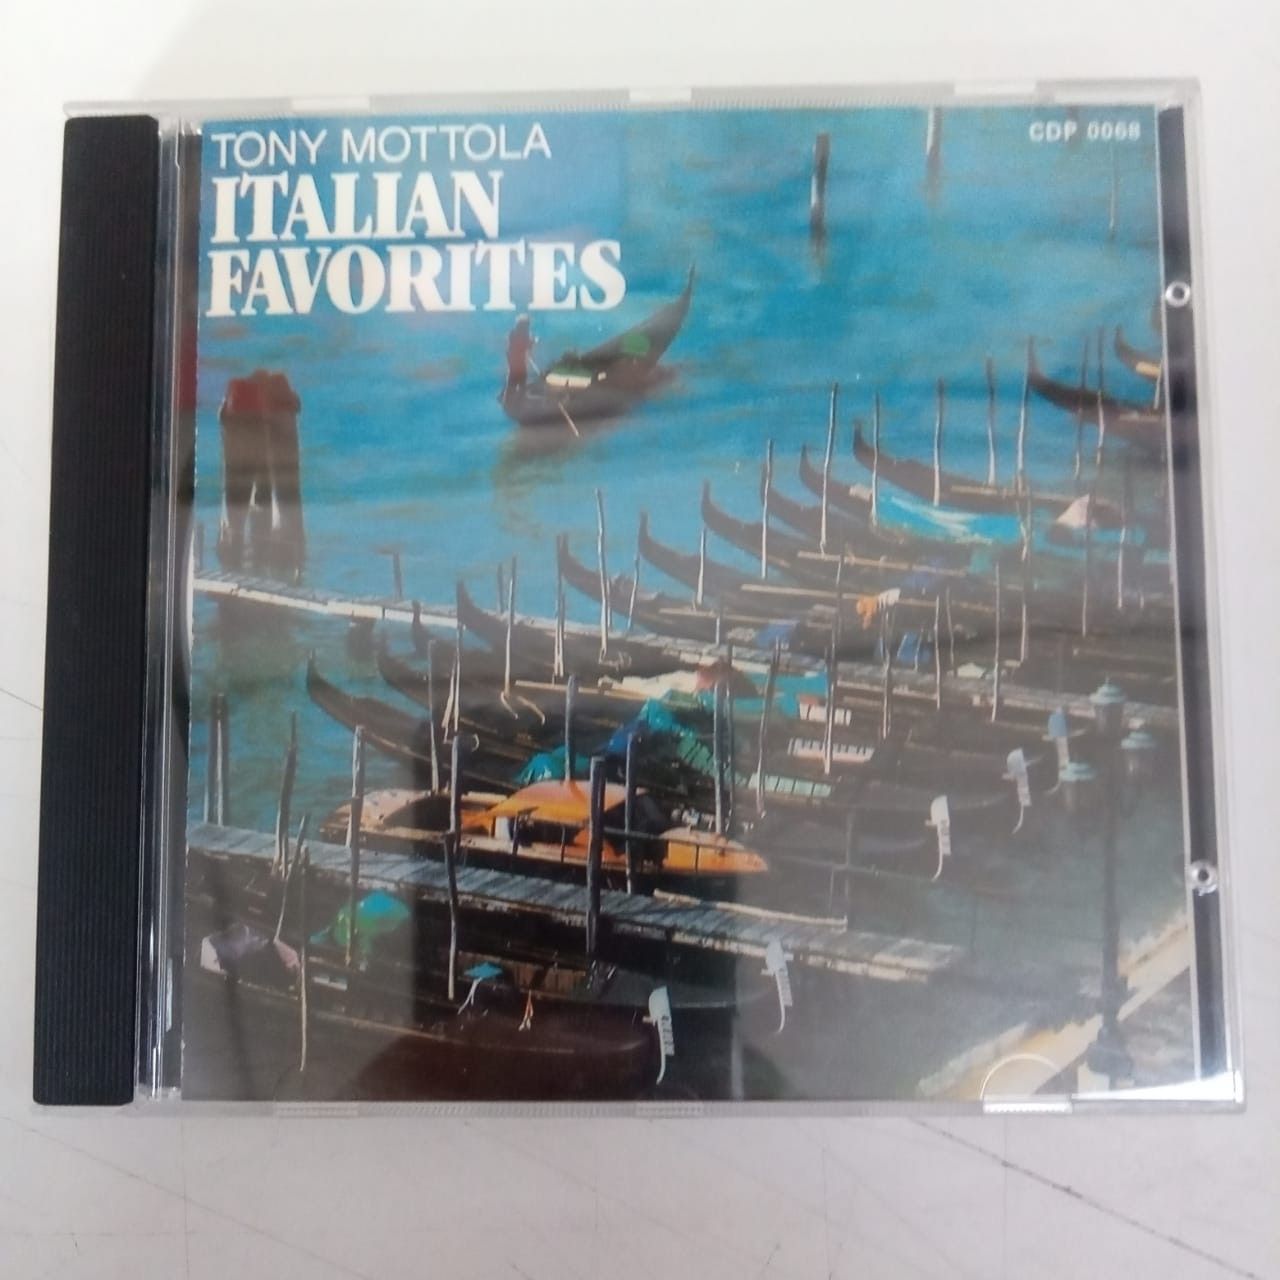 TONY MOTTOLA
CDP 0068
ITALIAN
FAVORITES